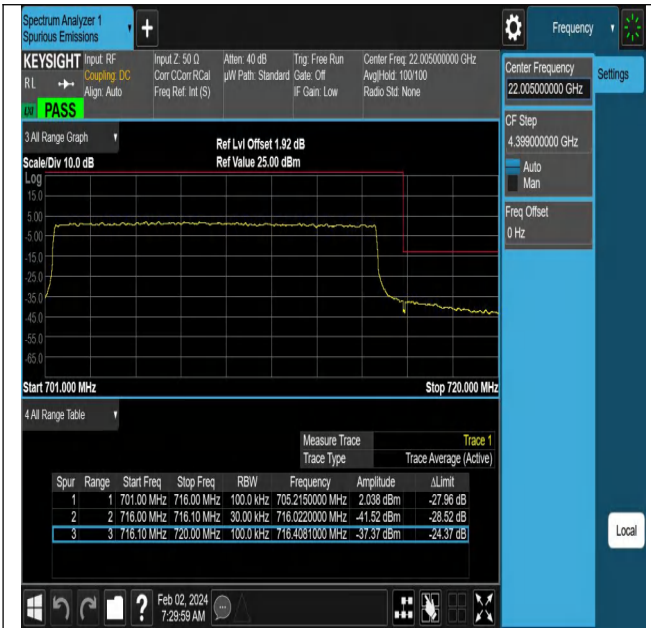 Spectrum Analyzer 1
Spurious Emissions
+
Frequency
KEYSIGHT Input: RF Input Z: 50 Ω Atten: 40 dB Trig: Free Run Center Freq: 22.005000000 GHz
RL Coupling: DC Corr CCorr RCal µW Path: Standard Gate: Off Avg|Hold: 100/100
Align: Auto Freq Ref: Int (S) IF Gain: Low Radio Std: None
PASS
Center Frequency
22.005000000 GHz
Settings
CF Step
4.399000000 GHz
Auto
Man
Freq Offset
0 Hz
Local
3 All Range Graph
Ref Lvl Offset 1.92 dB
Scale/Div 10.0 dB Ref Value 25.00 dBm
Log
15.0
5.00
-5.00
-15.0
-25.0
-35.0
-45.0
-55.0
-65.0
Start 701.000 MHz Stop 720.000 MHz
4 All Range Table
Measure Trace Trace 1
Trace Type Trace Average (Active)
Spur Range Start Freq Stop Freq RBW Frequency Amplitude ΔLimit
1 1 701.00 MHz 716.00 MHz 100.0 kHz 705.2150000 MHz 2.038 dBm -27.96 dB
2 2 716.00 MHz 716.10 MHz 30.00 kHz 716.0220000 MHz -41.52 dBm -28.52 dB
3 3 716.10 MHz 720.00 MHz 100.0 kHz 716.4081000 MHz -37.37 dBm -24.37 dB
? Feb 02, 2024
7:29:59 AM